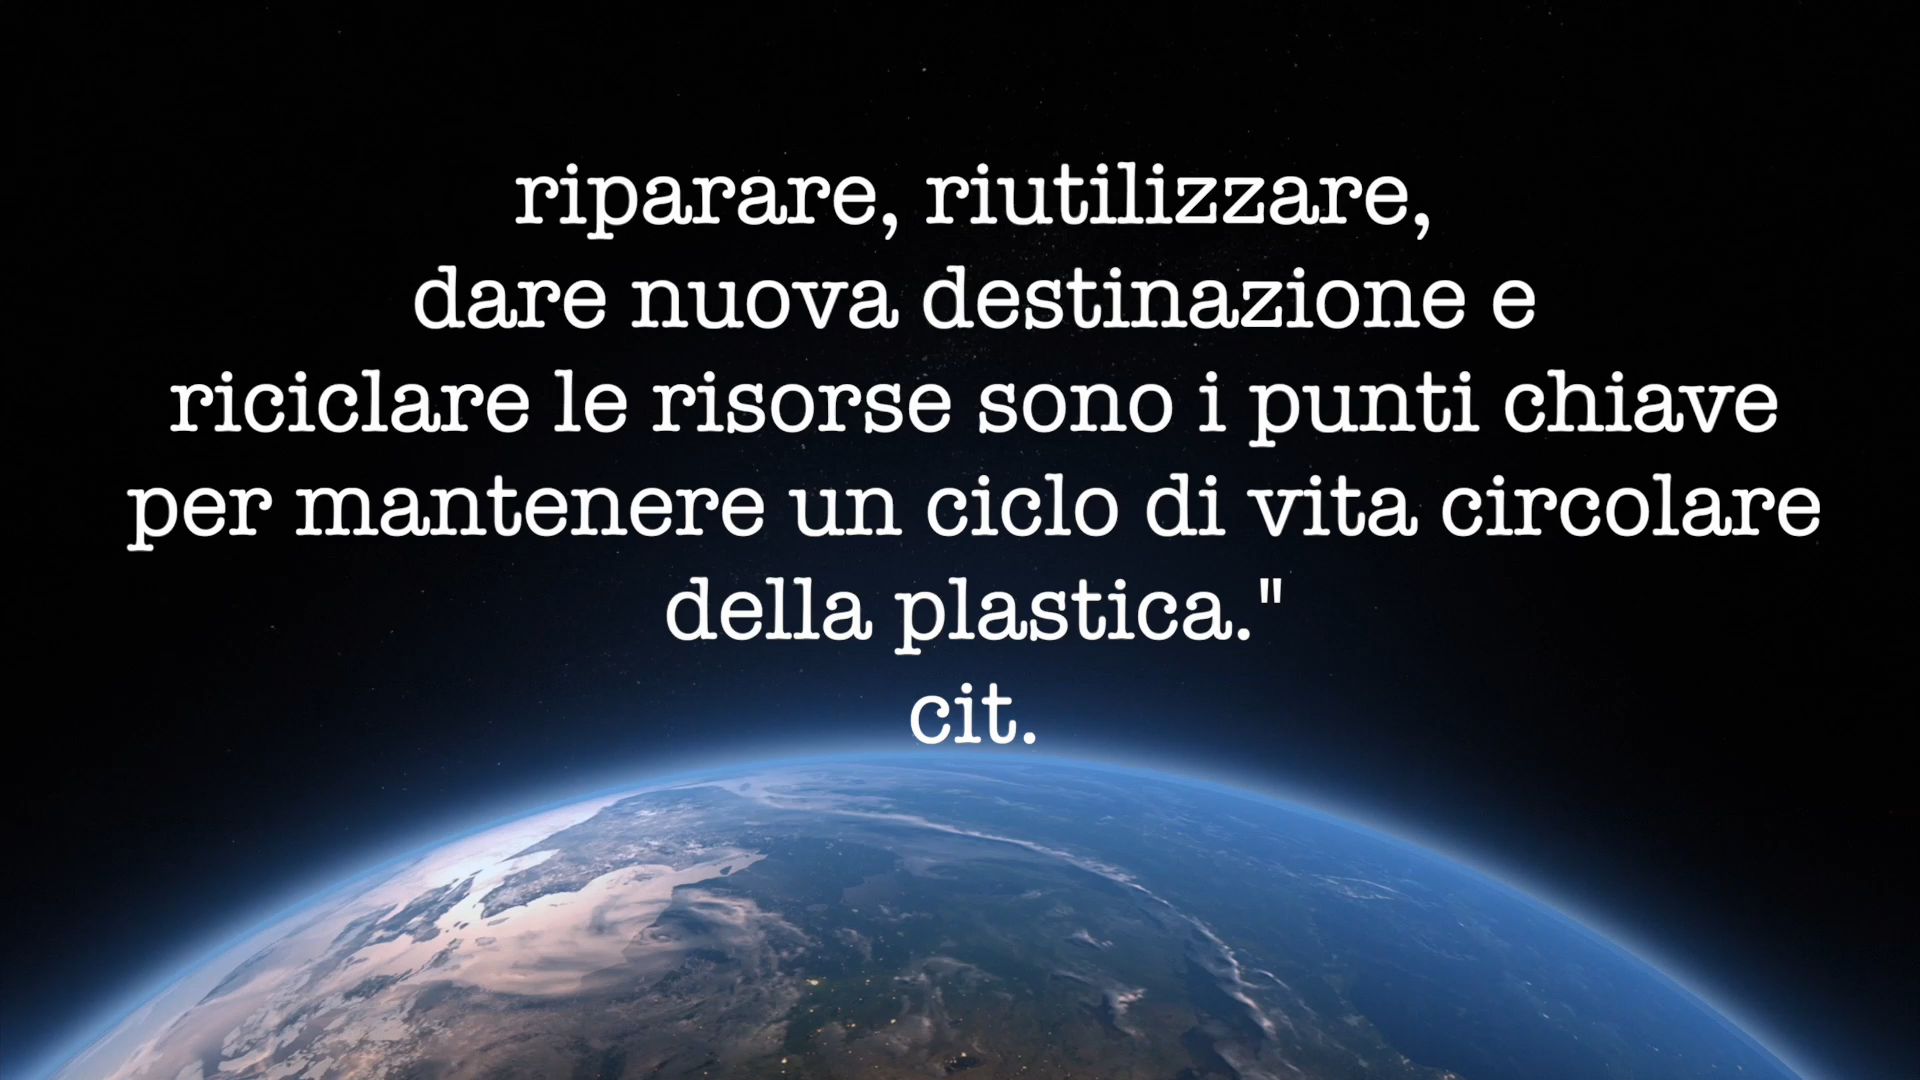 riparare, riutilizzare,
dare nuova destinazione e
riciclare le risorse sono i punti chiave
per mantenere un ciclo di vita circolare
della plastica."
cit.